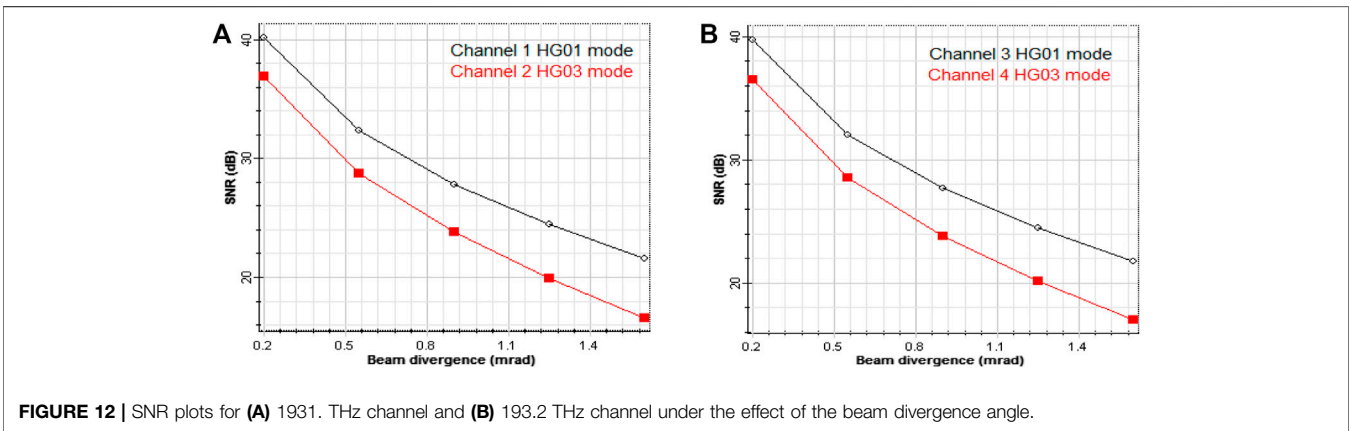 A
Channel 1 HG01 mode
Channel 2 HG03 mode
SNR (dB)
40
30
20
0.2 0.5 0.8 1.1 1.4
Beam divergence (mrad)
B
Channel 3 HG01 mode
Channel 4 HG03 mode
SNR (dB)
40
30
20
0.2 0.5 0.8 1.1 1.4
Beam divergence (mrad)
FIGURE 12 | SNR plots for (A) 1931. THz channel and (B) 193.2 THz channel under the effect of the beam divergence angle.